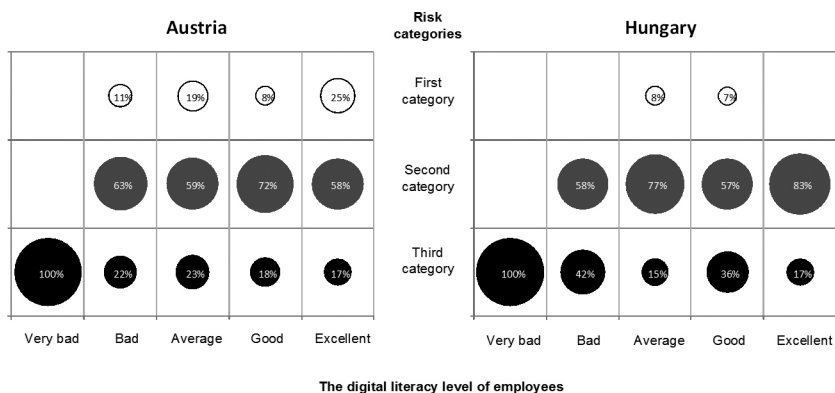 Austria
Risk
categories
Hungary
First
category
11%
19%
8%
25%
8%
7%
Second
category
63%
59%
72%
58%
58%
77%
57%
83%
Third
category
100%
22%
23%
18%
17%
100%
42%
15%
36%
17%
Very bad Bad Average Good Excellent
Very bad Bad Average Good Excellent
The digital literacy level of employees